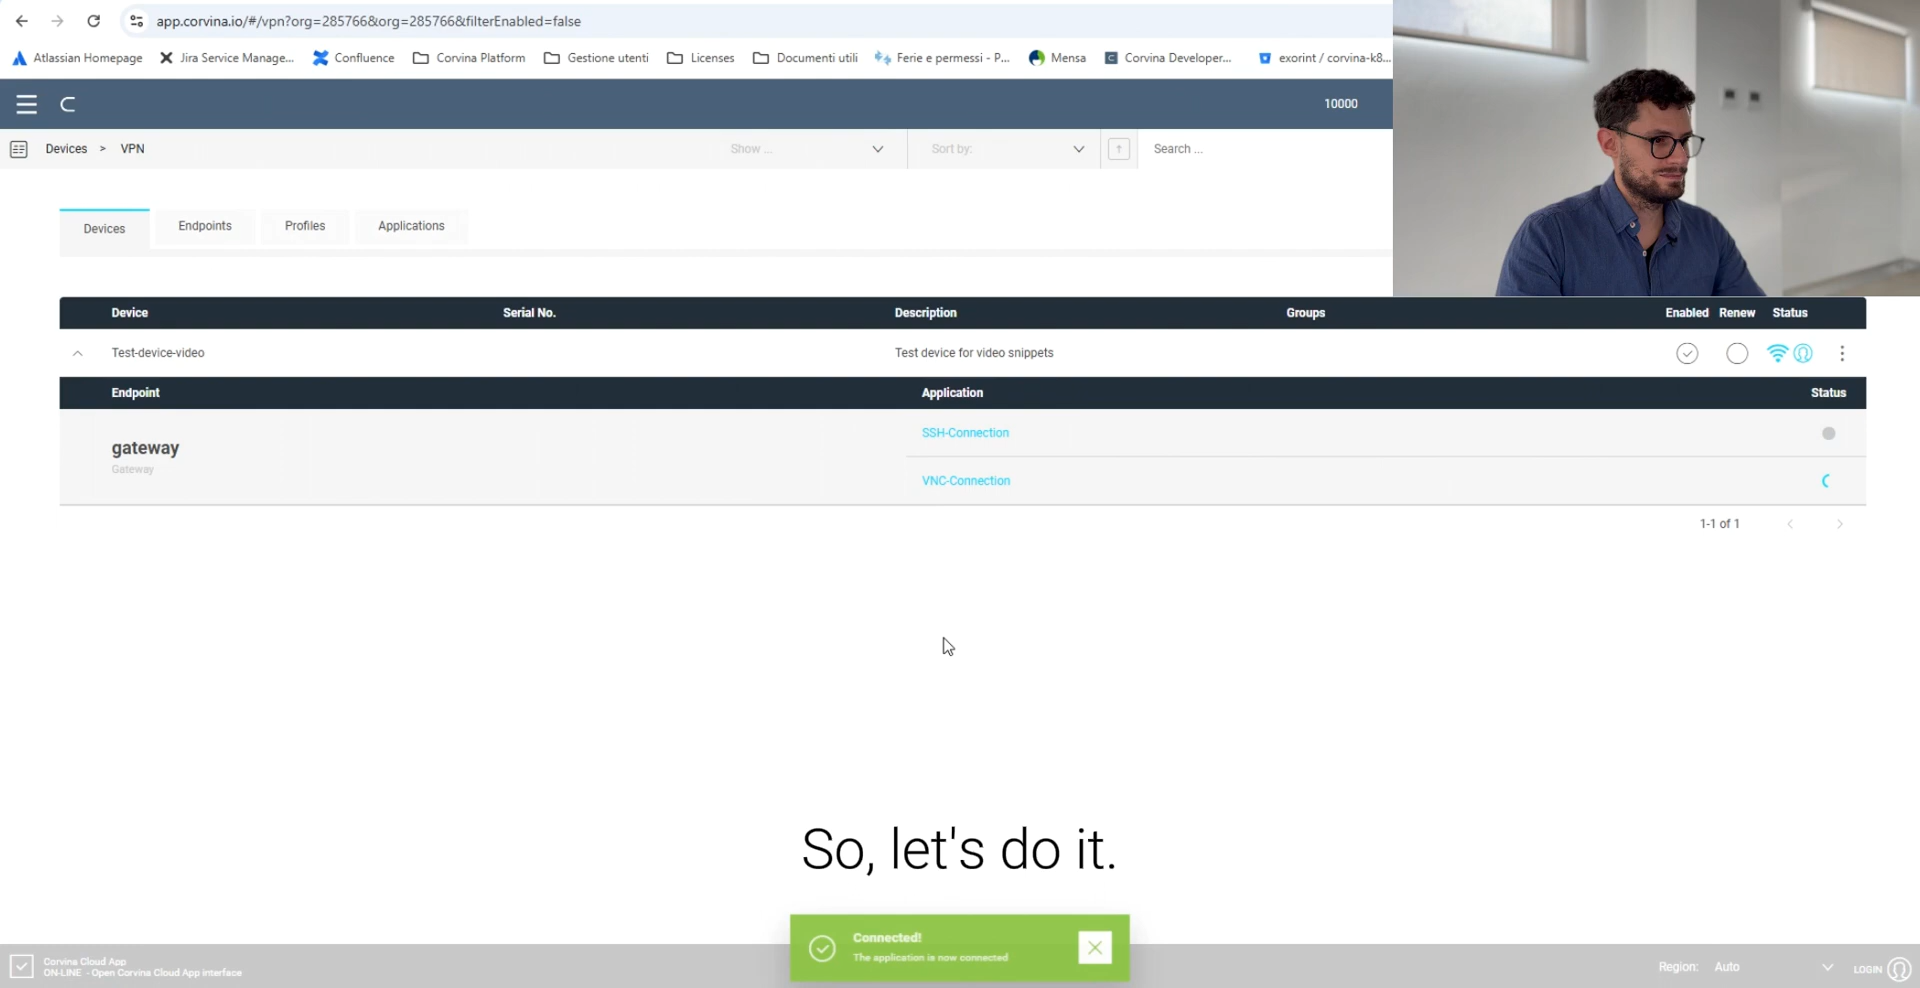 app.corvina.io/#/vpn?org=285766&org=285766&filterEnabled=false
Atlassian Homepage Jira Service Manage... Confluence Corvina Platform Gestione utenti Licenses Documenti utili Ferie e permessi - P... Mensa Corvina Developer... exorint / corvina-k8...
10000
Devices > VPN Show ... Sort by: Search ...
Devices Endpoints Profiles Applications
Device Serial No. Description Groups Enabled Renew Status
Test-device-video Test device for video snippets
Endpoint Application Status
gateway
Gateway
SSH-Connection
VNC-Connection
1-1 of 1
So, let's do it.
Connected!
The application is now connected
Corvina Cloud App
ON-LINE - Open Corvina Cloud App interface
Region: Auto LOGIN